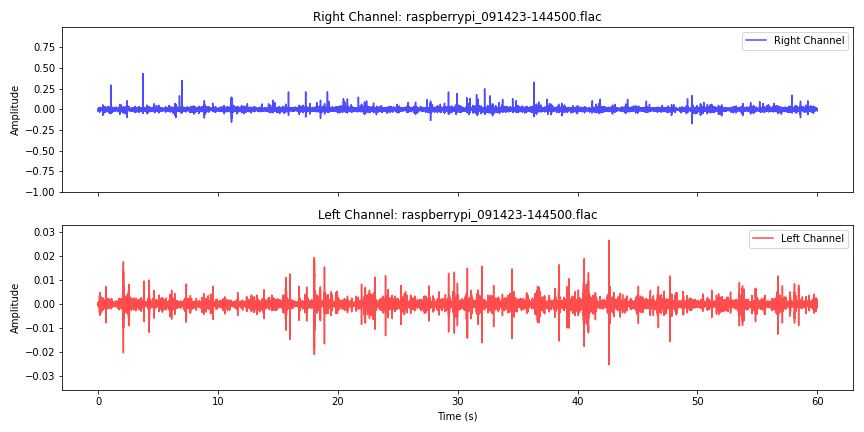 Right Channel: raspberrypi_091423-144500.flac
Right Channel
Amplitude
0.75
0.50
0.25
0.00
−0.25
−0.50
−0.75
−1.00
Left Channel: raspberrypi_091423-144500.flac
Left Channel
Amplitude
0.03
0.02
0.01
0.00
−0.01
−0.02
−0.03
0 10 20 30 40 50 60
Time (s)